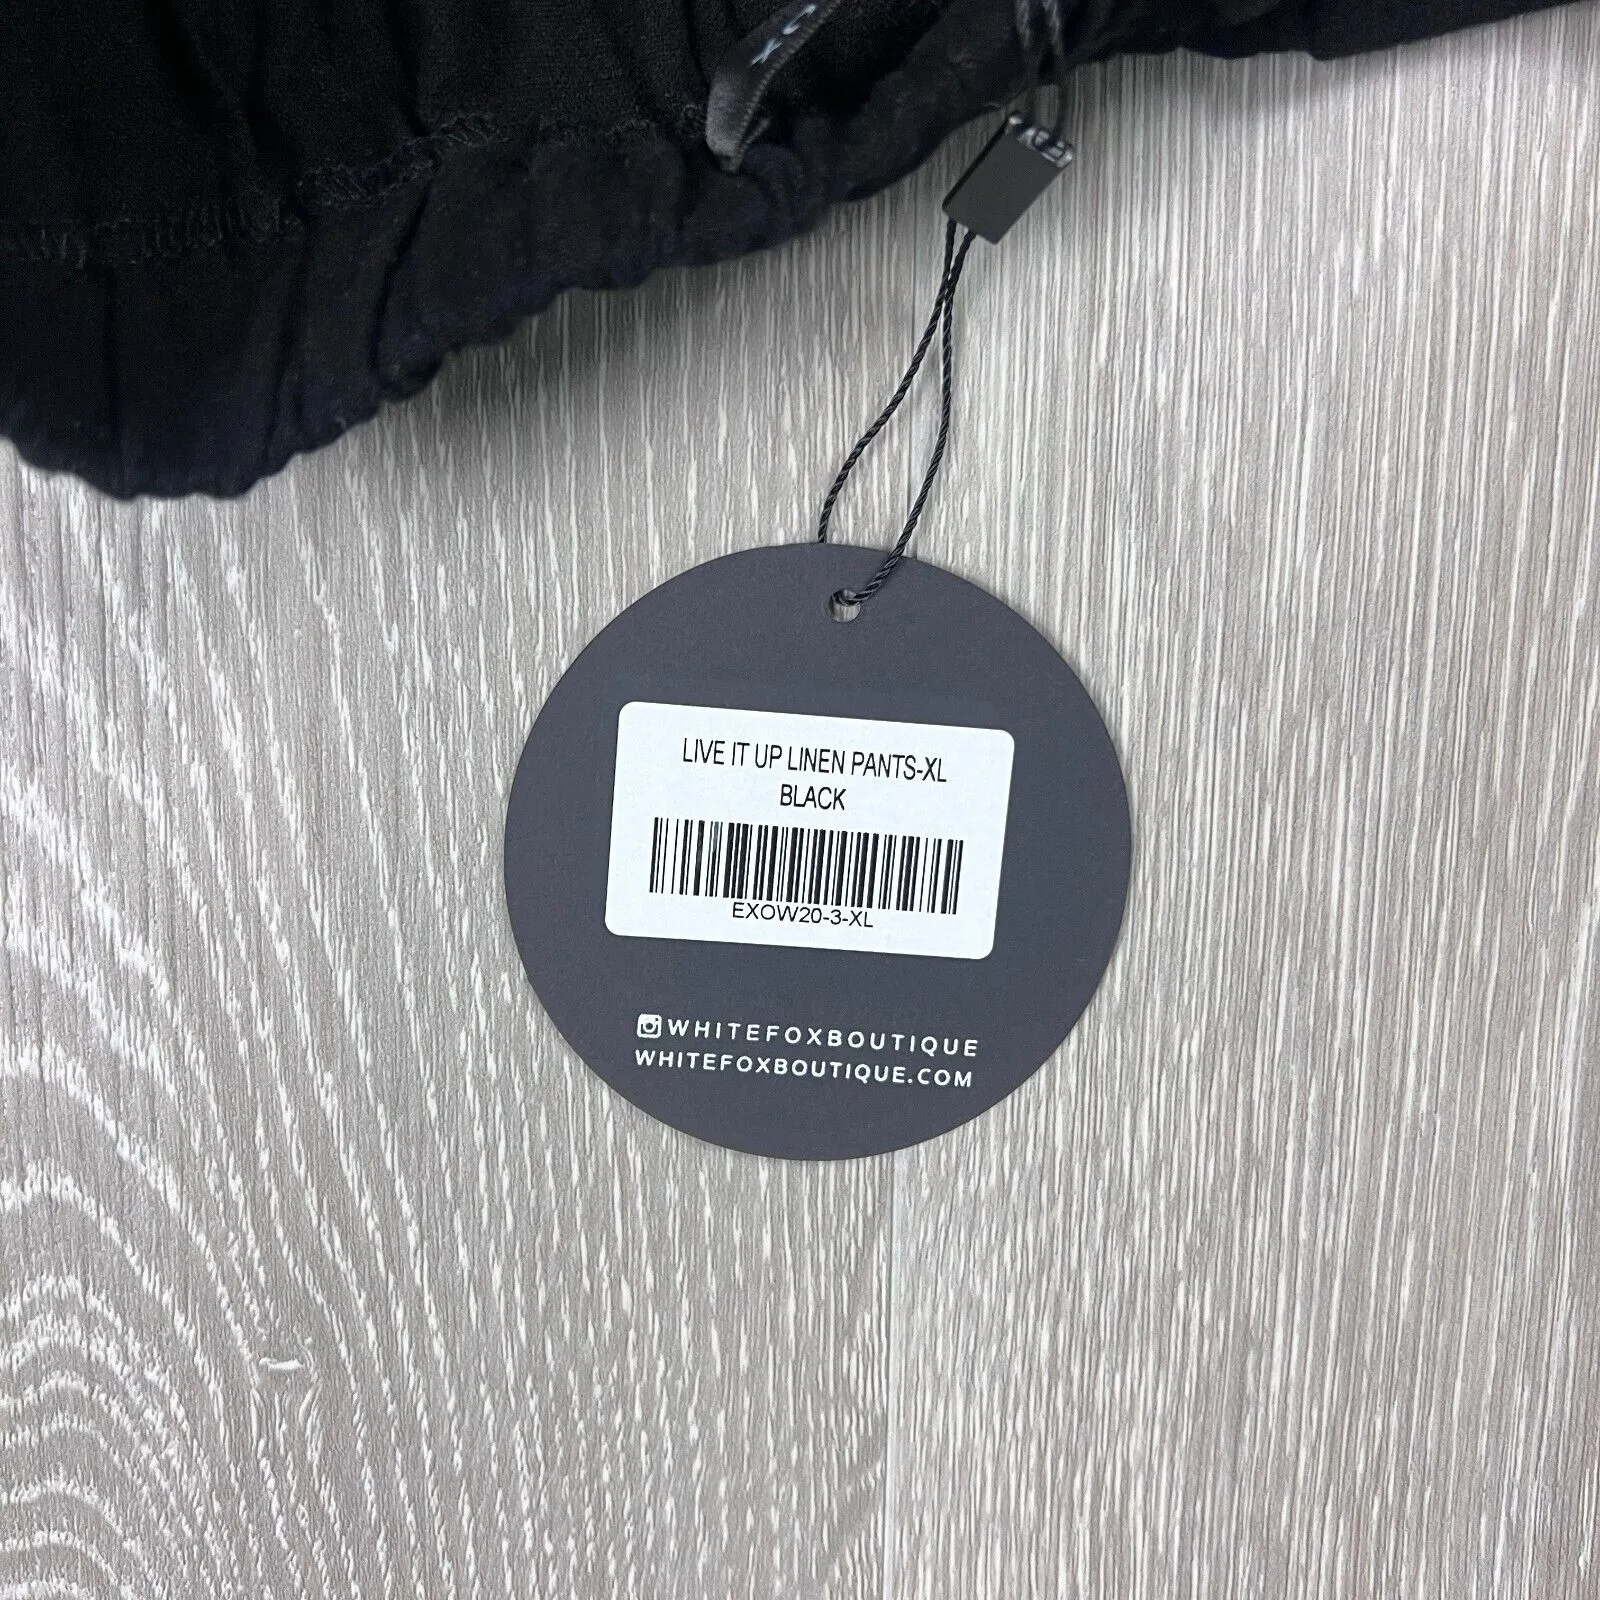 LIVE IT UP LINEN PANTS-XL
BLACK
EXOW20-3-XL
WHITEFOXBOUTIQUE
WHITEFOXBOUTIQUE.COM